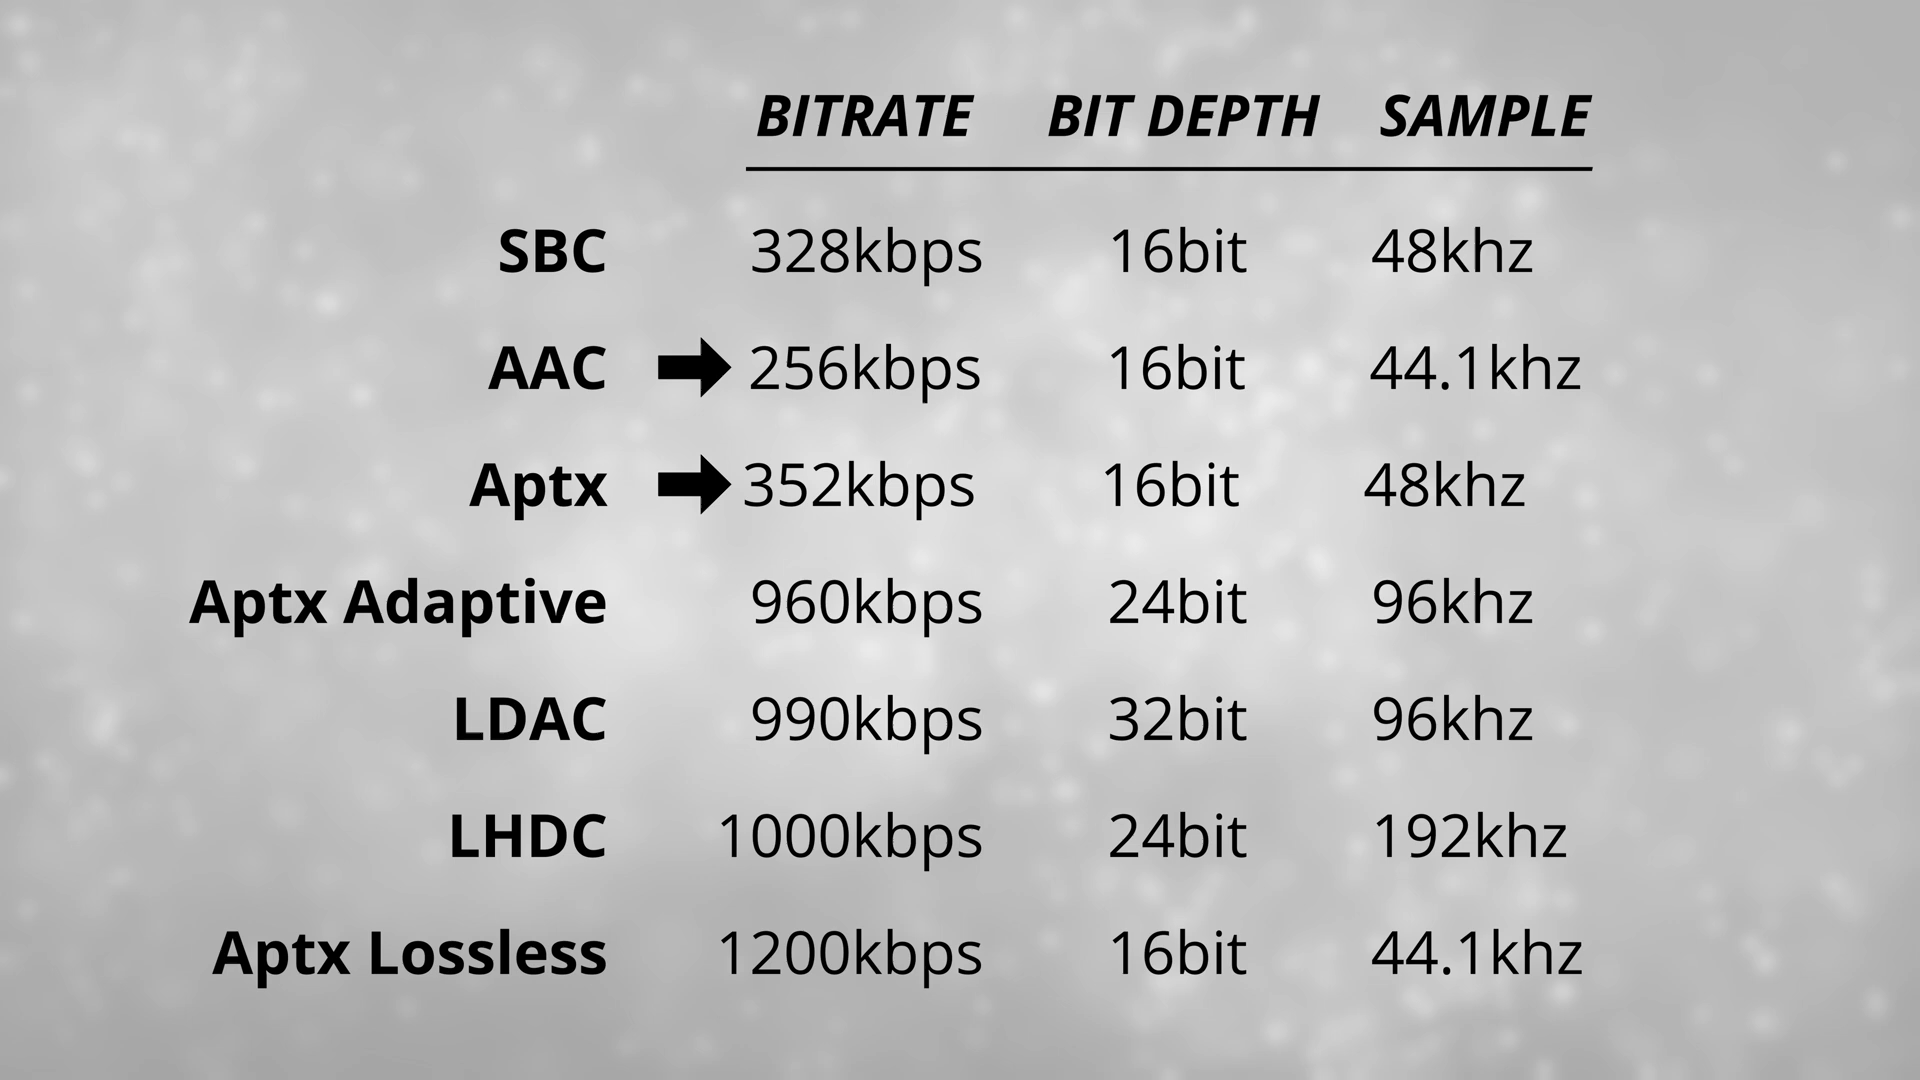 BITRATE BIT DEPTH SAMPLE
SBC 328kbps 16bit 48khz
AAC 256kbps 16bit 44.1khz
Aptx 352kbps 16bit 48khz
Aptx Adaptive 960kbps 24bit 96khz
LDAC 990kbps 32bit 96khz
LHDC 1000kbps 24bit 192khz
Aptx Lossless 1200kbps 16bit 44.1khz